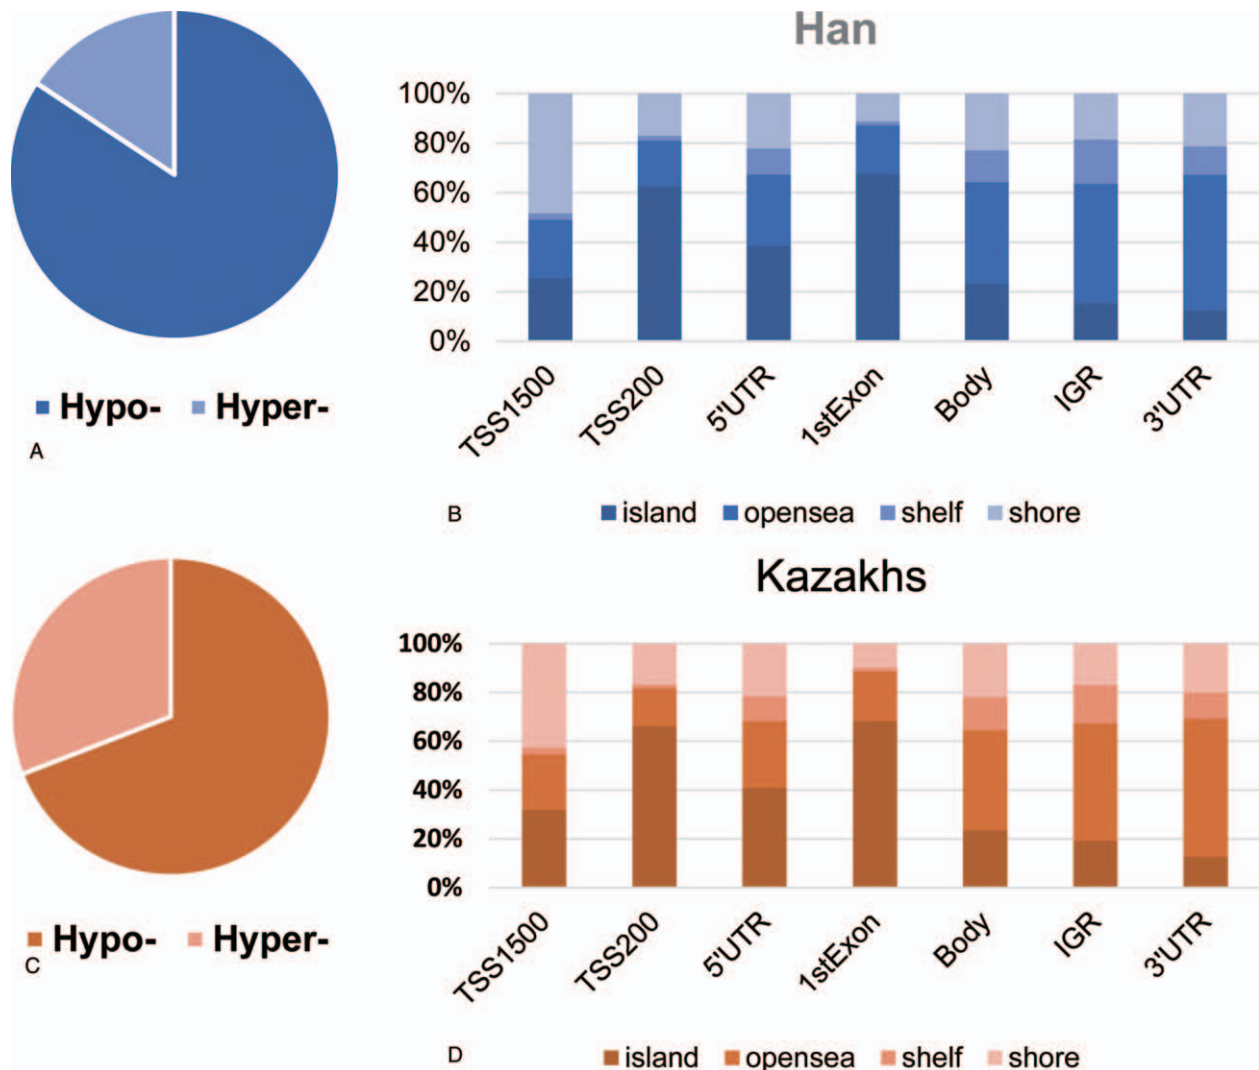 Han
100%
80%
60%
40%
20%
0%
TSS1500
TSS200
5'UTR
1stExon
Body
IGR
3'UTR
Hypo- Hyper-
A
B
island opensea shelf shore
Kazakhs
100%
80%
60%
40%
20%
0%
TSS1500
TSS200
5'UTR
1stExon
Body
IGR
3'UTR
Hypo- Hyper-
C
D
island opensea shelf shore